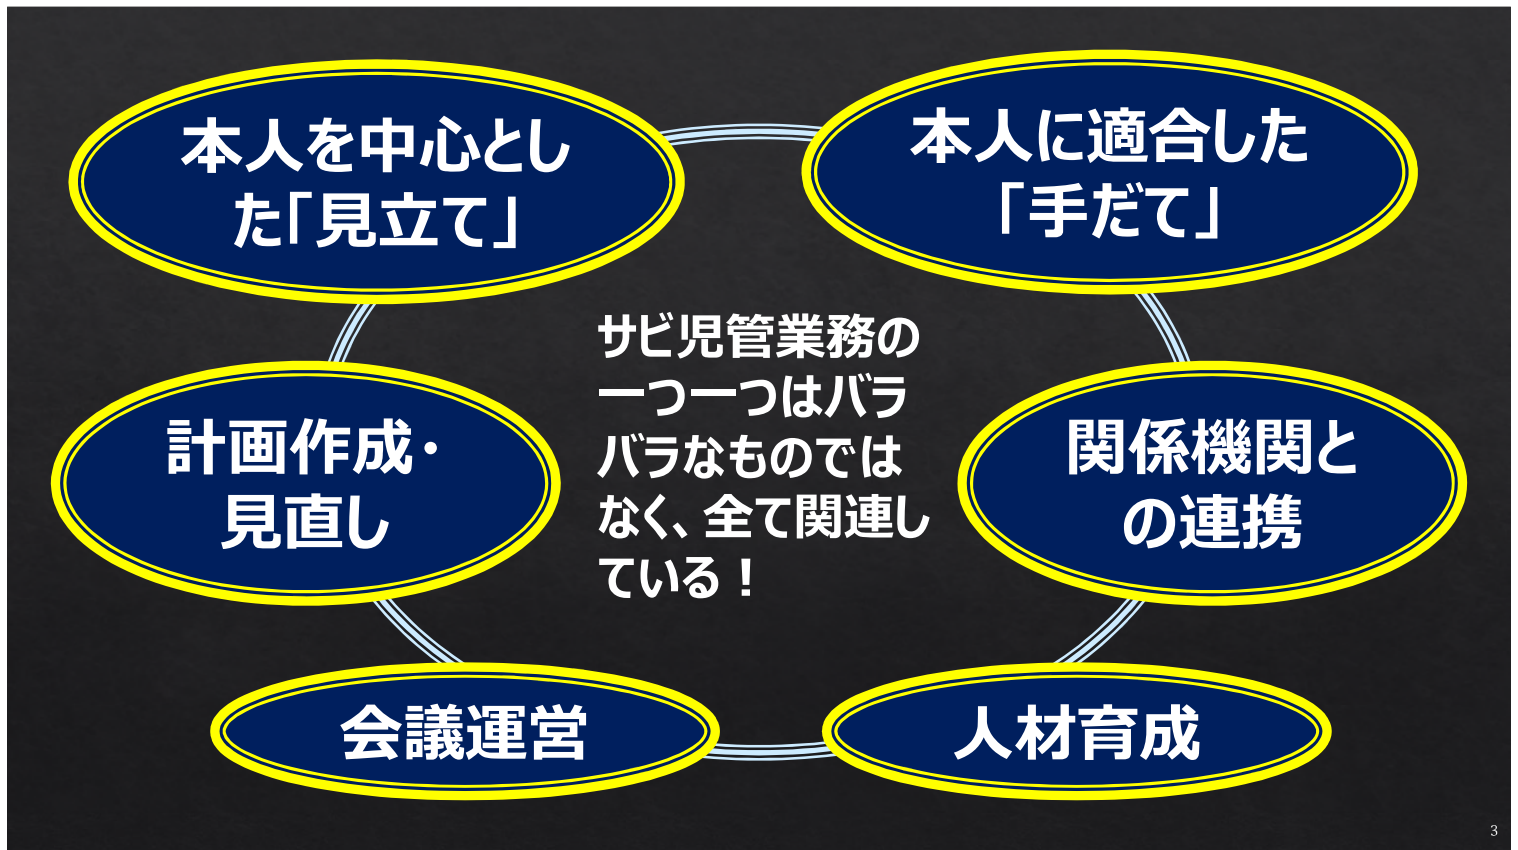 本人を中心とし
た｢見立て｣
本人に適合した
｢手だて｣
サビ児管業務の
一つ一つはバラ
バラなものでは
なく、全て関連し
ている！
計画作成・
見直し
関係機関と
の連携
会議運営
人材育成
3